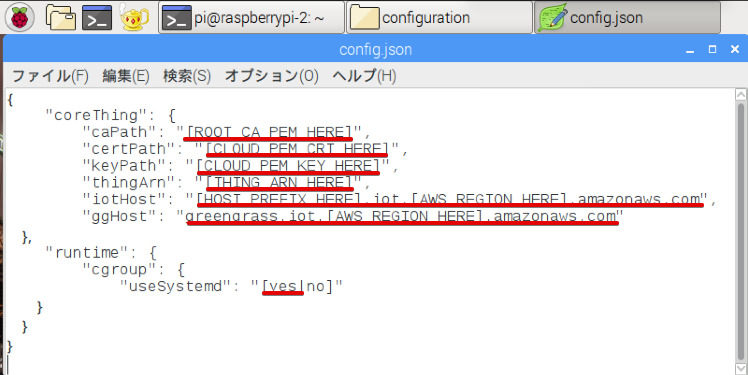 pi@raspberrypi-2: ~ configuration config.json
config.json
ファイル(F) 編集(E) 検索(S) オプション(O) ヘルプ(H)
{
"coreThing": {
"caPath": "[ROOT_CA_PEM_HERE]",
"certPath": "[CLOUD_PEM_CRT_HERE]",
"keyPath": "[CLOUD_PEM_KEY_HERE]",
"thingArn": "[THING_ARN_HERE]",
"iotHost": "[HOST_PREFIX_HERE].iot.[AWS_REGION_HERE].amazonaws.com",
"ggHost": "greengrass.iot.[AWS_REGION_HERE].amazonaws.com"
},
"runtime": {
"cgroup": {
"useSystemd": "[yes|no]"
}
}
}